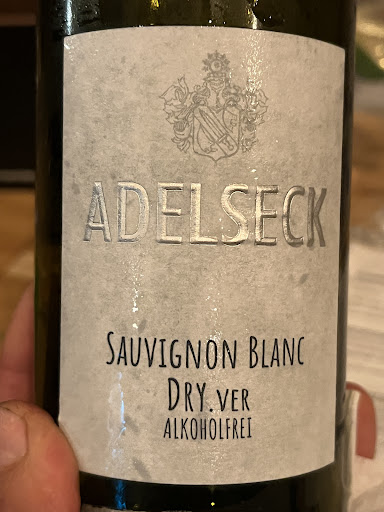 ADELSECK
SAUVIGNON BLANC
DRY.VER
ALKOHOLFREI